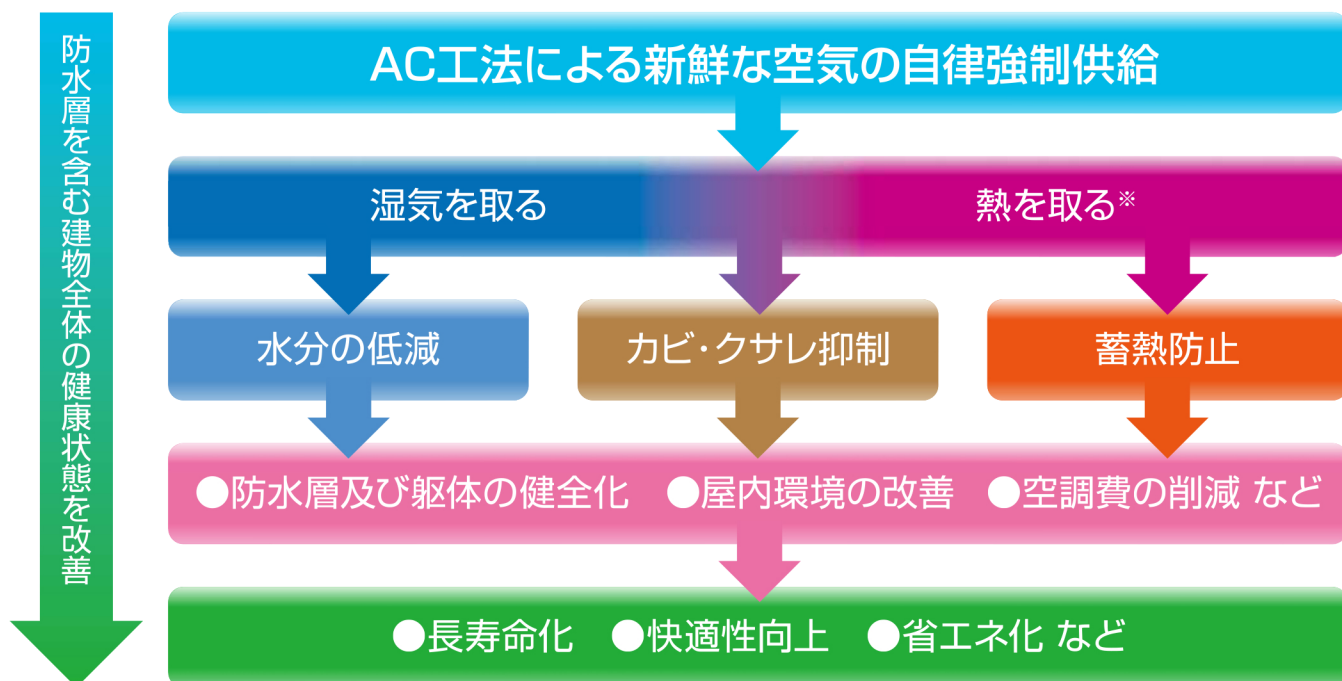 防水層を含む建物全体の健康状態を改善
AC工法による新鮮な空気の自律強制供給
湿気を取る
熱を取る※
水分の低減
カビ・クサレ抑制
蓄熱防止
●防水層及び躯体の健全化 ●屋内環境の改善 ●空調費の削減 など
●長寿命化 ●快適性向上 ●省エネ化 など